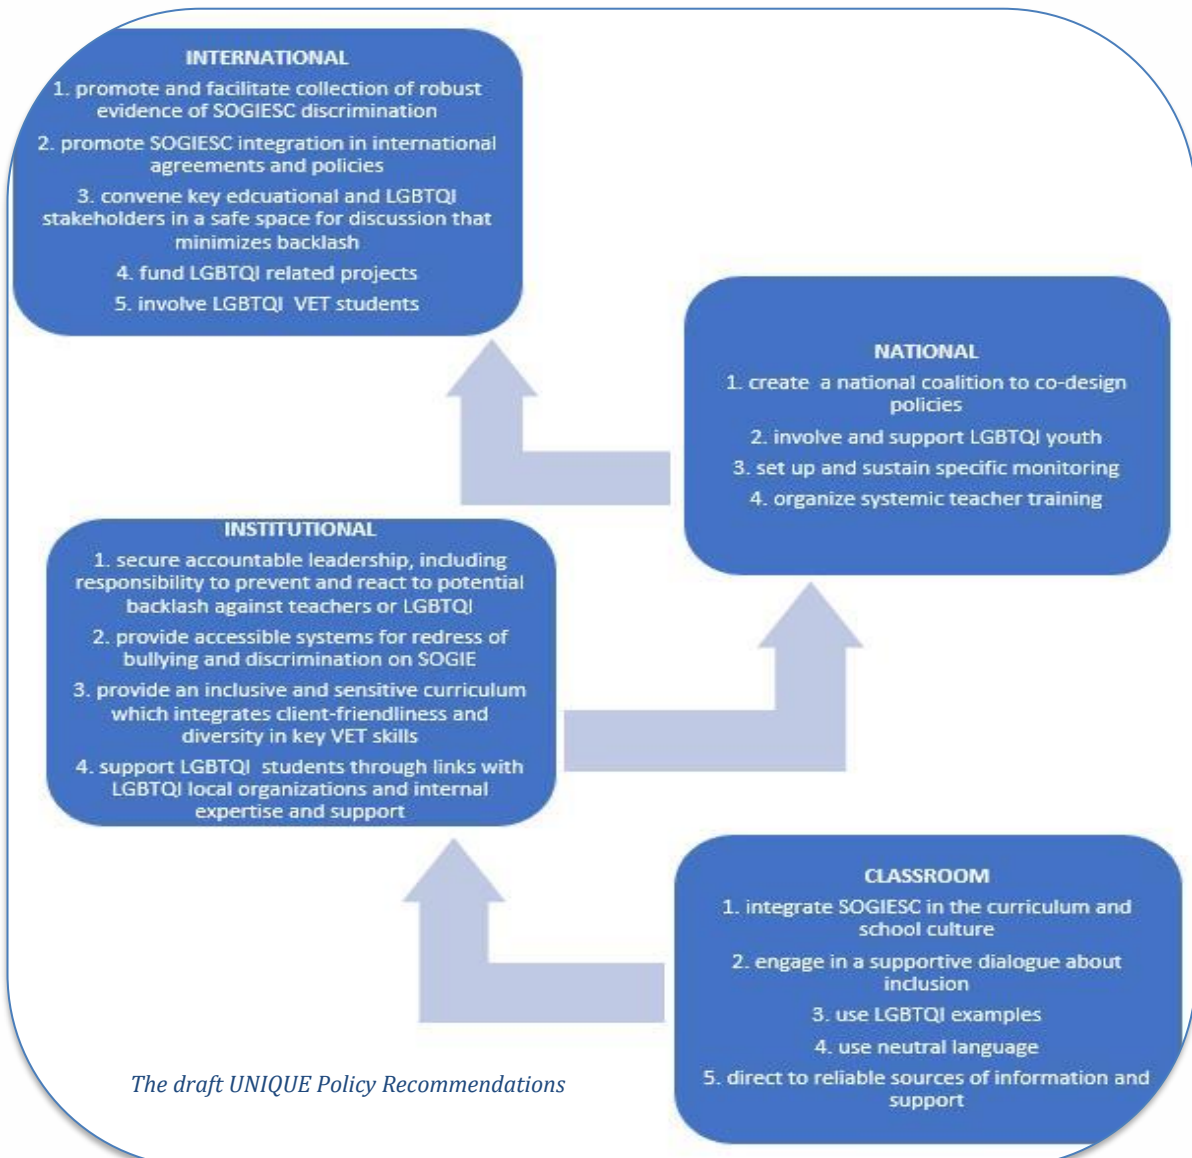 INTERNATIONAL
1. promote and facilitate collection of robust
evidence of SOGIESC discrimination
2. promote SOGIESC integration in international
agreements and policies
3. convene key edcuational and LGBTQI
stakeholders in a safe space for discussion that
minimizes backlash
4. fund LGBTQI related projects
5. involve LGBTQI VET students
NATIONAL
1. create a national coalition to co-design
policies
2. involve and support LGBTQI youth
3. set up and sustain specific monitoring
4. organize systemic teacher training
INSTITUTIONAL
1. secure accountable leadership, including
responsibility to prevent and react to potential
backlash against teachers or LGBTQI
2. provide accessible systems for redress of
bullying and discrimination on SOGIE
3. provide an inclusive and sensitive curriculum
which integrates client-friendliness and
diversity in key VET skills
4. support LGBTQI students through links with
LGBTQI local organizations and internal
expertise and support
CLASSROOM
1. integrate SOGIESC in the curriculum and
school culture
2. engage in a supportive dialogue about
inclusion
3. use LGBTQI examples
4. use neutral language
5. direct to reliable sources of information and
support
The draft UNIQUE Policy Recommendations